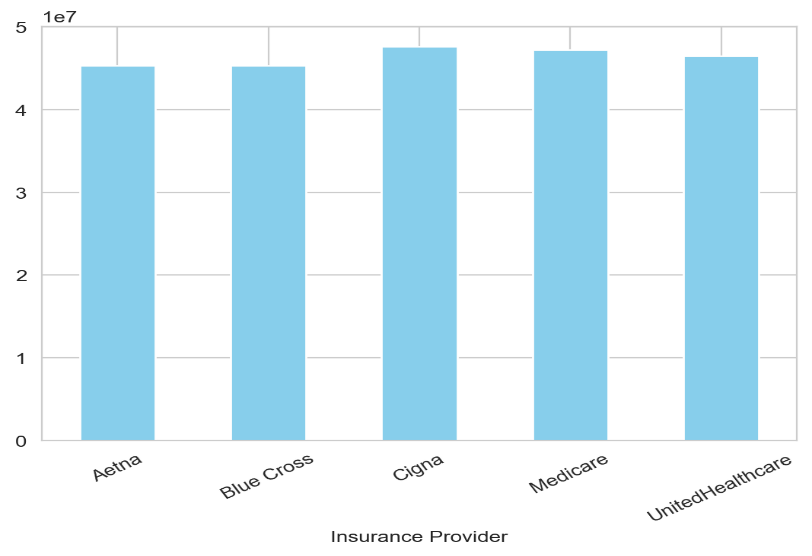 1e7
5
4
3
2
1
0
Aetna
Blue Cross
Cigna
Medicare
UnitedHealthcare
Insurance Provider